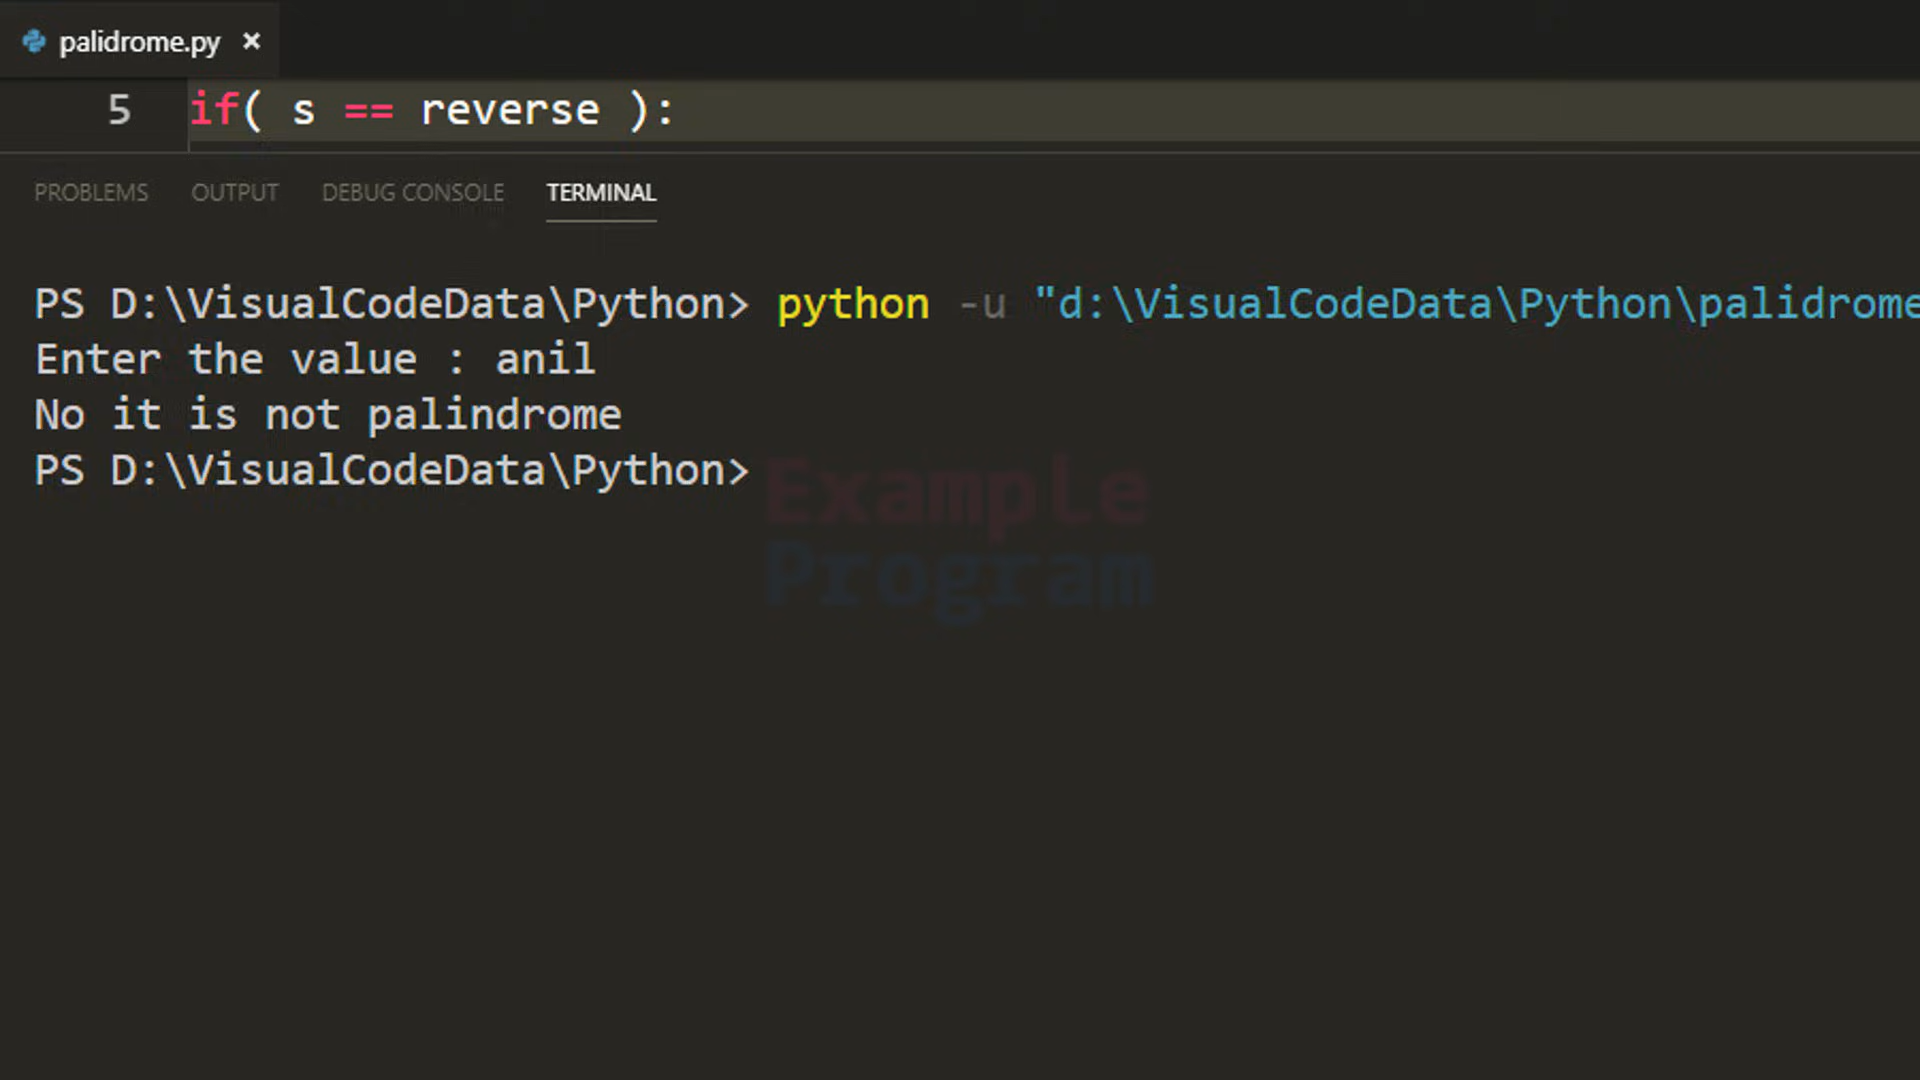 palidrome.py ×
5 if( s == reverse ):
PROBLEMS OUTPUT DEBUG CONSOLE TERMINAL
PS D:\VisualCodeData\Python> python -u "d:\VisualCodeData\Python\palidrome
Enter the value : anil
No it is not palindrome
PS D:\VisualCodeData\Python>
Example
Program